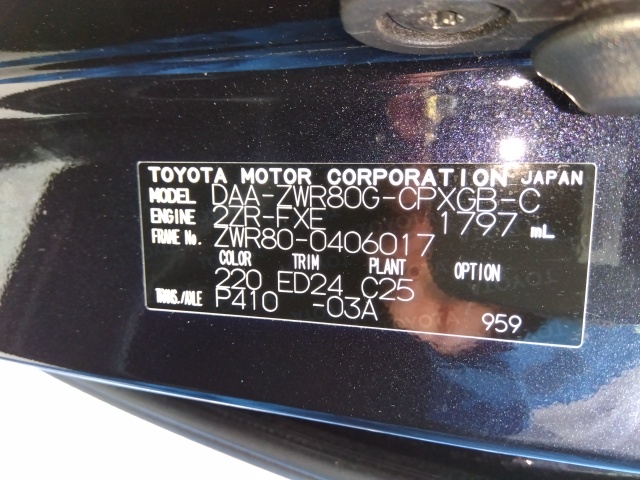 TOYOTA MOTOR CORPORATION JAPAN
MODEL DAA-ZWR80G-CPXGB-C
ENGINE 2ZR-FXE 1797 mL
FRAME No. ZWR80-0406017
COLOR TRIM PLANT OPTION
220 ED24 C25
TRANS./AXLE P410 -03A
959